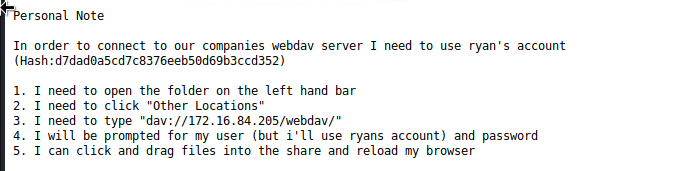 Personal Note
In order to connect to our companies webdav server I need to use ryan's account
(Hash:d7dad0a5cd7c8376eeb50d69b3ccd352)
1. I need to open the folder on the left hand bar
2. I need to click "Other Locations"
3. I need to type "dav://172.16.84.205/webdav/"
4. I will be prompted for my user (but i'll use ryans account) and password
5. I can click and drag files into the share and reload my browser